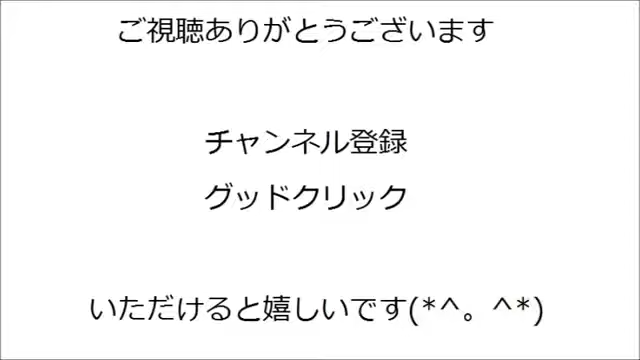 ご視聴ありがとうございます
チャンネル登録
グッドクリック
いただけると嬉しいです(*^。^*)